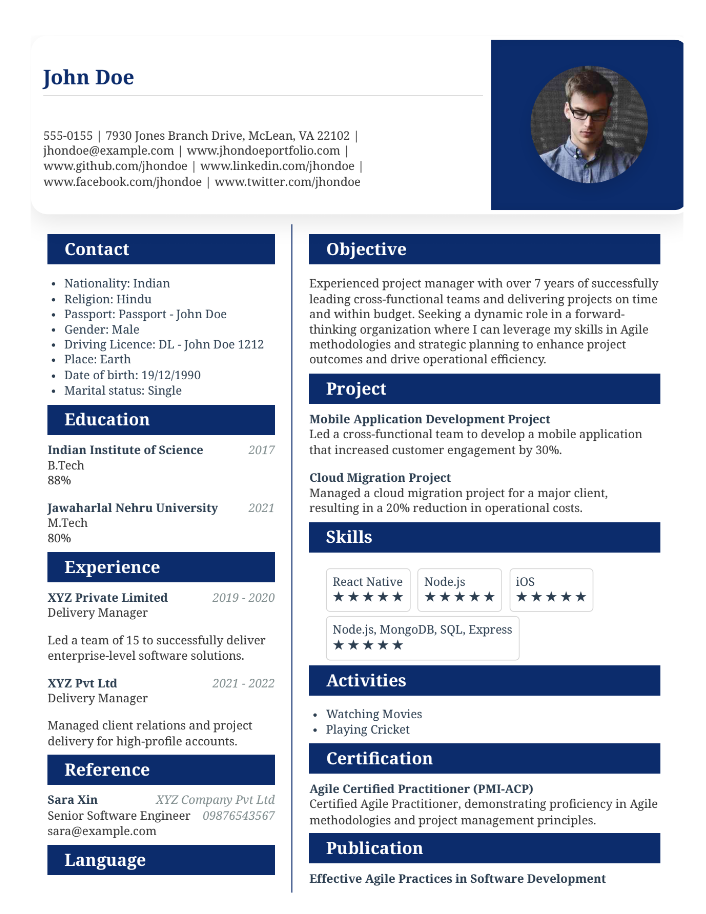 John Doe
555-0155 | 7930 Jones Branch Drive, McLean, VA 22102 |
jhondoe@example.com | www.jhondoeportfolio.com |
www.github.com/jhondoe | www.linkedin.com/jhondoe |
www.facebook.com/jhondoe | www.twitter.com/jhondoe
Contact
• Nationality: Indian
• Religion: Hindu
• Passport: Passport - John Doe
• Gender: Male
• Driving Licence: DL - John Doe 1212
• Place: Earth
• Date of birth: 19/12/1990
• Marital status: Single
Education
Indian Institute of Science 2017
B.Tech
88%
Jawaharlal Nehru University 2021
M.Tech
80%
Experience
XYZ Private Limited 2019 - 2020
Delivery Manager
Led a team of 15 to successfully deliver
enterprise-level software solutions.
XYZ Pvt Ltd 2021 - 2022
Delivery Manager
Managed client relations and project
delivery for high-profile accounts.
Reference
Sara Xin XYZ Company Pvt Ltd
Senior Software Engineer 09876543567
sara@example.com
Language
Objective
Experienced project manager with over 7 years of successfully
leading cross-functional teams and delivering projects on time
and within budget. Seeking a dynamic role in a forward-
thinking organization where I can leverage my skills in Agile
methodologies and strategic planning to enhance project
outcomes and drive operational efficiency.
Project
Mobile Application Development Project
Led a cross-functional team to develop a mobile application
that increased customer engagement by 30%.
Cloud Migration Project
Managed a cloud migration project for a major client,
resulting in a 20% reduction in operational costs.
Skills
React Native Node.js iOS
★★★★★ ★★★★★ ★★★★★
Node.js, MongoDB, SQL, Express
★★★★★
Activities
• Watching Movies
• Playing Cricket
Certification
Agile Certified Practitioner (PMI-ACP)
Certified Agile Practitioner, demonstrating proficiency in Agile
methodologies and project management principles.
Publication
Effective Agile Practices in Software Development